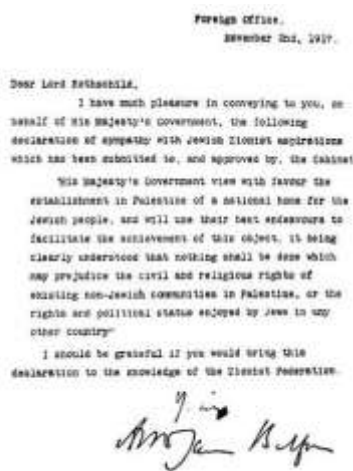 Foreign Office,
November 2nd, 1917.
Dear Lord Rothschild,
I have much pleasure in conveying to you, on
behalf of His Majesty's Government, the following
declaration of sympathy with Jewish Zionist aspirations
which has been submitted to, and approved by, the Cabinet
"His Majesty's Government view with favour the
establishment in Palestine of a national home for the
Jewish people, and will use their best endeavours to
facilitate the achievement of this object, it being
clearly understood that nothing shall be done which
may prejudice the civil and religious rights of
existing non-Jewish communities in Palestine, or the
rights and political status enjoyed by Jews in any
other country"
I should be grateful if you would bring this
declaration to the knowledge of the Zionist Federation.
Arthur James Balfour